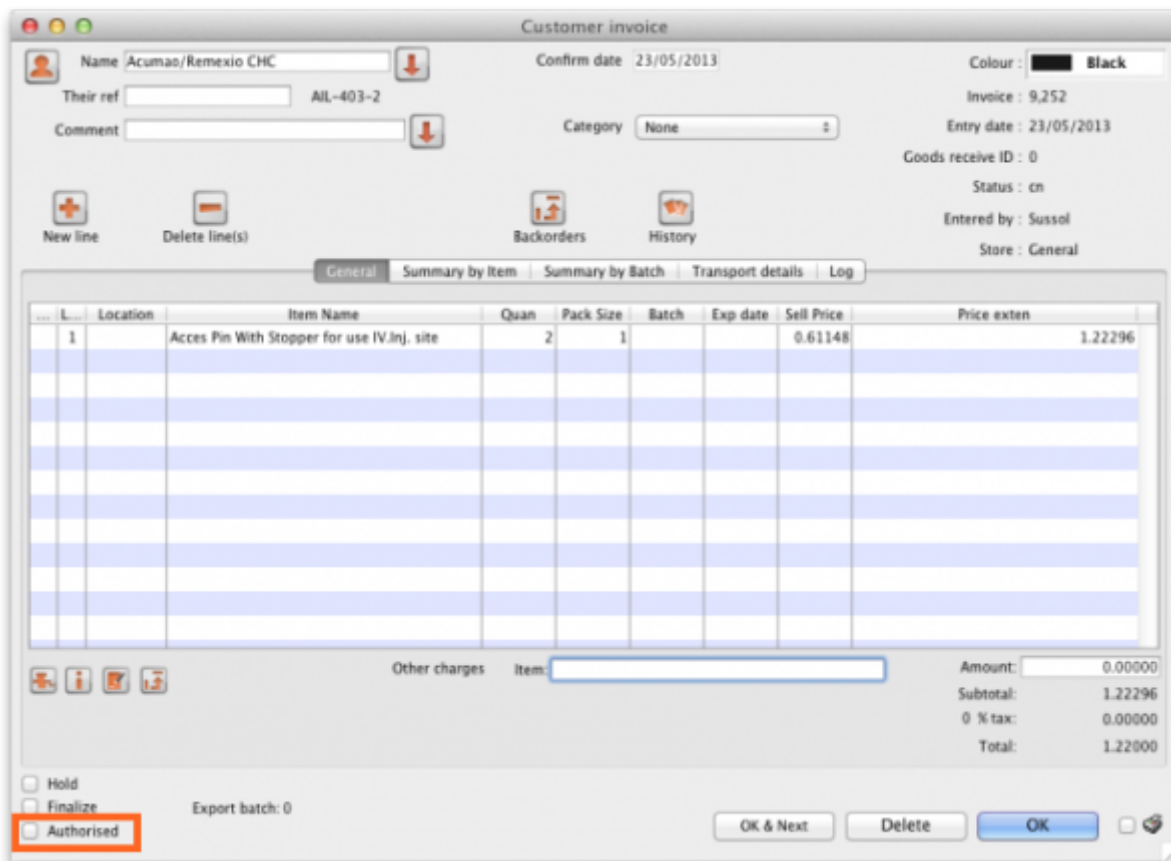 Customer invoice
Name Acumao/Remexio CHC Confirm date 23/05/2013 Colour : Black
Their ref AIL-403-2 Invoice : 9,252
Comment Category None Entry date : 23/05/2013
Goods receive ID : 0
Status : cn
New line Delete line(s) Backorders History Entered by : Sussol
Store : General
General Summary by Item Summary by Batch Transport details Log
... L... Location Item Name Quan Pack Size Batch Exp date Sell Price Price exten
1 Acces Pin With Stopper for use IV.Inj. site 2 1 0.61148 1.22296
Other charges Item: Amount: 0.00000
Subtotal: 1.22296
0 % tax: 0.00000
Total: 1.22000
Hold
Finalize Export batch: 0
Authorised OK & Next Delete OK